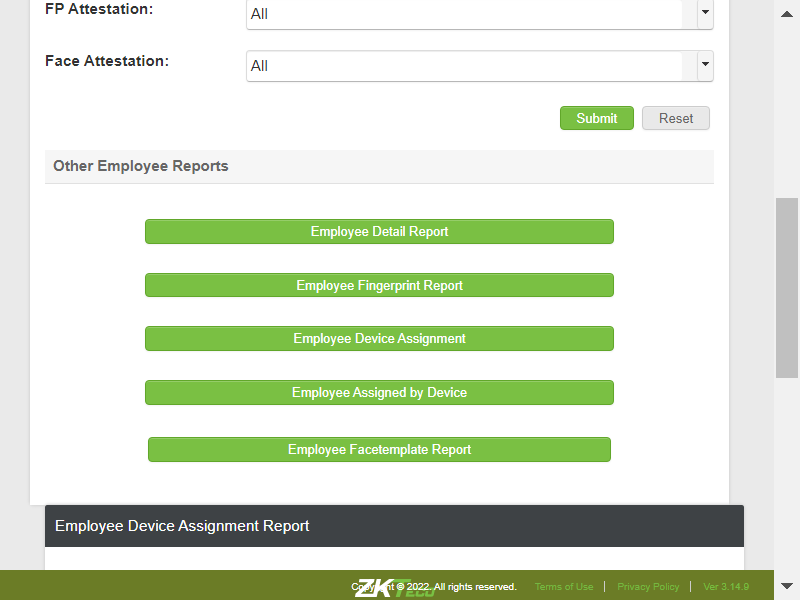 FP Attestation:
All
Face Attestation:
All
Submit
Reset
Other Employee Reports
Employee Detail Report
Employee Fingerprint Report
Employee Device Assignment
Employee Assigned by Device
Employee Facetemplate Report
Employee Device Assignment Report
ZKTeco
Copyright © 2022. All rights reserved.
Terms of Use
Privacy Policy
Ver 3.14.9